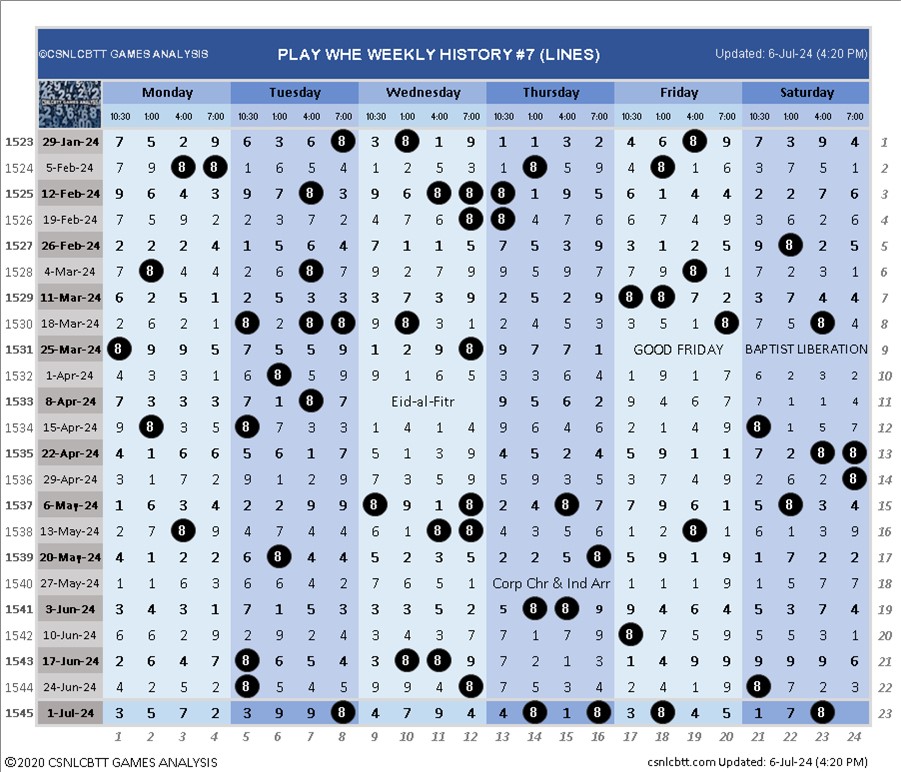 ©CSNLCBTT GAMES ANALYSIS PLAY WHE WEEKLY HISTORY #7 (LINES) Updated: 6-Jul-24 (4:20 PM)
CSNLCBTT GAMES ANALYSIS
Monday Tuesday Wednesday Thursday Friday Saturday
10:30 1:00 4:00 7:00 10:30 1:00 4:00 7:00 10:30 1:00 4:00 7:00 10:30 1:00 4:00 7:00 10:30 1:00 4:00 7:00 10:30 1:00 4:00 7:00
1523 29-Jan-24 7 5 2 9 6 3 6 8 3 8 1 9 1 1 3 2 4 6 8 9 7 3 9 4 1
1524 5-Feb-24 7 9 8 8 1 6 5 4 1 2 5 3 1 8 5 9 4 8 1 6 3 7 5 1 2
1525 12-Feb-24 9 6 4 3 9 7 8 3 9 6 8 8 8 1 9 5 6 1 4 4 2 2 7 6 3
1526 19-Feb-24 7 5 9 2 2 3 7 2 4 7 6 8 8 4 7 6 6 7 4 9 3 6 2 6 4
1527 26-Feb-24 2 2 2 4 1 5 6 4 7 1 1 5 7 5 3 9 3 1 2 5 9 8 2 5 5
1528 4-Mar-24 7 8 4 4 2 6 8 7 9 2 7 9 9 5 9 7 7 9 8 1 7 2 3 1 6
1529 11-Mar-24 6 2 5 1 2 5 3 3 3 7 3 9 2 5 2 9 8 8 7 2 3 7 4 4 7
1530 18-Mar-24 2 6 2 1 8 2 8 8 9 8 3 1 2 4 5 3 3 5 1 8 7 5 8 4 8
1531 25-Mar-24 8 9 9 5 7 5 5 9 1 2 9 8 9 7 7 1 GOOD FRIDAY BAPTIST LIBERATION 9
1532 1-Apr-24 4 3 3 1 6 8 5 9 9 1 6 5 3 3 6 4 1 9 1 7 6 2 3 2 10
1533 8-Apr-24 7 3 3 3 7 1 8 7 Eid-al-Fitr 9 5 6 2 9 4 6 7 7 1 1 4 11
1534 15-Apr-24 9 8 3 5 8 7 3 3 1 4 1 4 9 6 4 6 2 1 4 9 8 1 5 7 12
1535 22-Apr-24 4 1 6 6 5 6 1 7 5 1 3 9 4 5 2 4 5 9 1 1 7 2 8 8 13
1536 29-Apr-24 3 1 7 2 9 1 2 9 7 3 5 9 5 9 3 5 3 7 4 9 2 6 2 8 14
1537 6-May-24 1 6 3 4 2 2 9 9 8 9 1 8 2 4 8 7 7 9 6 1 5 8 3 4 15
1538 13-May-24 2 7 8 9 4 7 4 4 6 1 8 8 4 3 5 6 1 2 8 1 6 1 3 9 16
1539 20-May-24 4 1 2 2 6 8 4 4 5 2 3 5 2 2 5 8 5 9 1 9 1 7 2 2 17
1540 27-May-24 1 1 6 3 6 6 4 2 7 6 5 1 Corp Chr & Ind Arr 1 1 1 9 1 5 7 7 18
1541 3-Jun-24 3 4 3 1 7 1 5 3 3 3 5 2 5 8 8 9 9 4 6 4 5 3 7 4 19
1542 10-Jun-24 6 6 2 9 2 9 2 4 3 4 3 7 7 1 7 9 8 7 5 9 5 5 3 1 20
1543 17-Jun-24 2 6 4 7 8 6 5 4 3 8 8 9 7 2 1 3 1 4 9 9 9 9 9 6 21
1544 24-Jun-24 4 2 5 2 8 5 4 5 9 9 4 8 7 5 3 4 2 4 1 9 8 7 2 3 22
1545 1-Jul-24 3 5 7 2 3 9 9 8 4 7 9 4 4 8 1 8 3 8 4 5 1 7 8 23
1 2 3 4 5 6 7 8 9 10 11 12 13 14 15 16 17 18 19 20 21 22 23 24
©2020 CSNLCBTT GAMES ANALYSIS csnlcbtt.com Updated: 6-Jul-24 (4:20 PM)